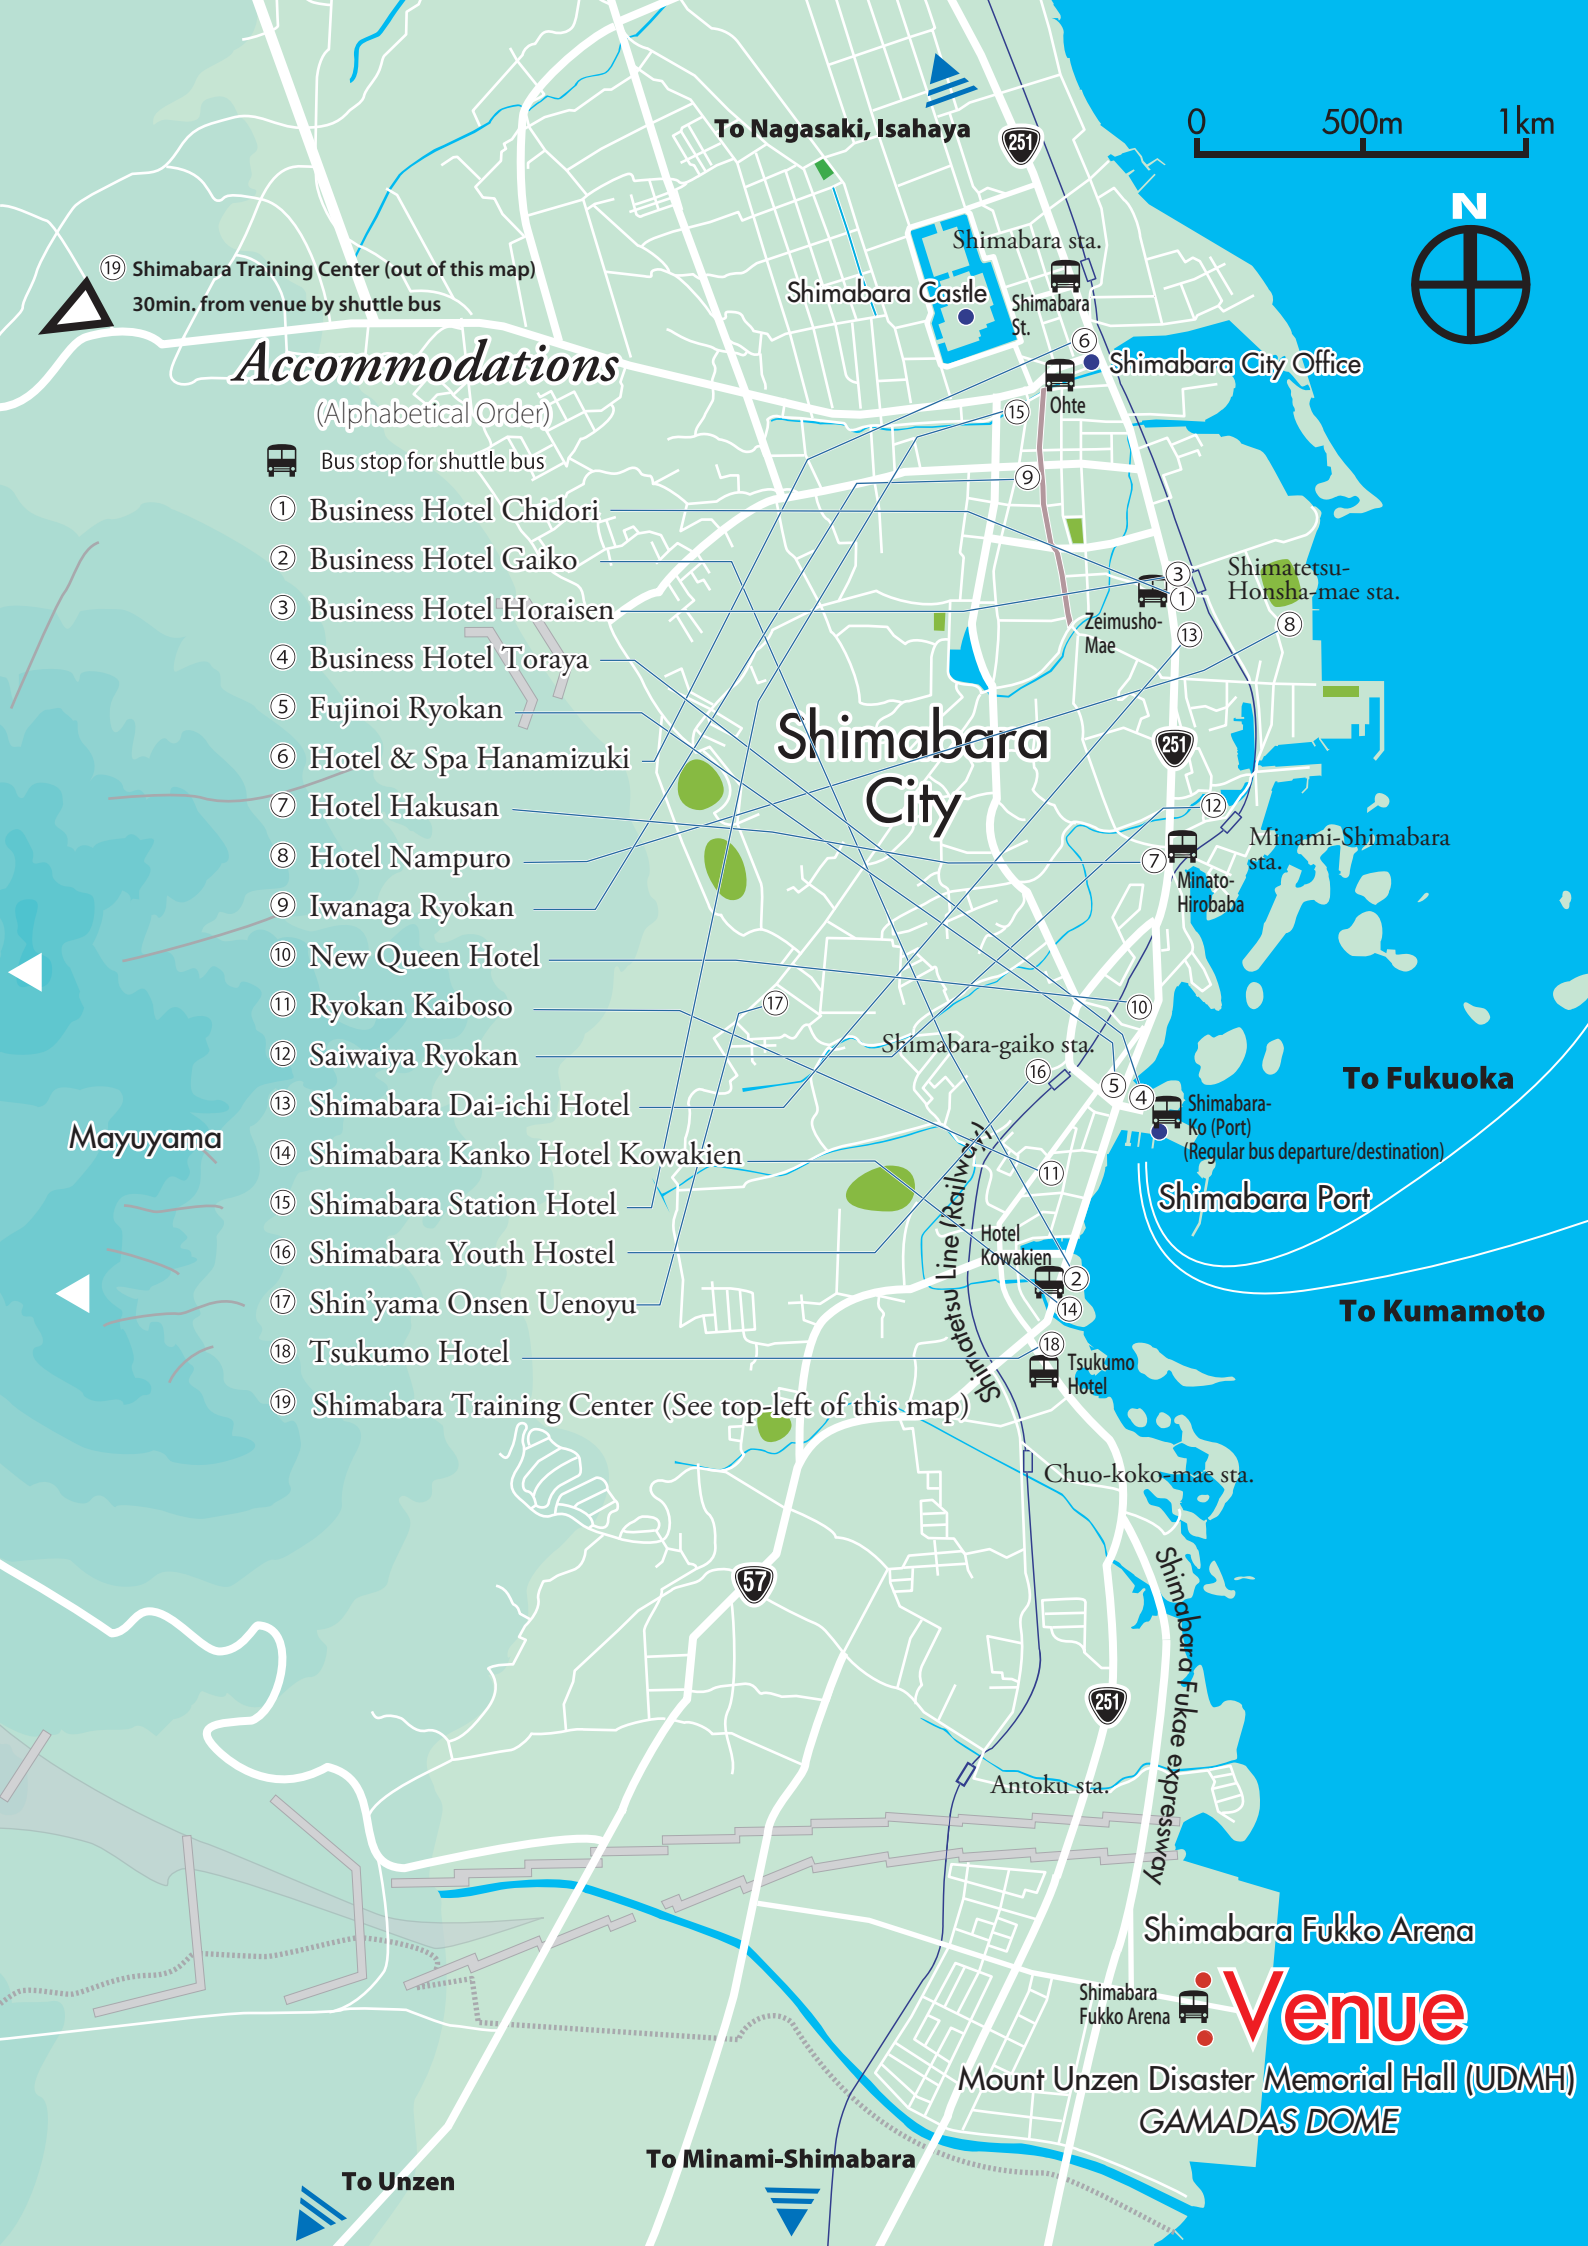 To Nagasaki, Isahaya
251
0 500m 1km
N
Shimabara sta.
Shimabara Castle
Shimabara
St.
⑥
Shimabara City Office
Ohte
⑮
⑨
⑲ Shimabara Training Center (out of this map)
30min. from venue by shuttle bus
Accommodations
(Alphabetical Order)
Bus stop for shuttle bus
① Business Hotel Chidori
② Business Hotel Gaiko
③ Business Hotel Horaisen
④ Business Hotel Toraya
⑤ Fujinoi Ryokan
⑥ Hotel & Spa Hanamizuki
⑦ Hotel Hakusan
⑧ Hotel Nampuro
⑨ Iwanaga Ryokan
⑩ New Queen Hotel
⑪ Ryokan Kaiboso
⑫ Saiwaiya Ryokan
⑬ Shimabara Dai-ichi Hotel
⑭ Shimabara Kanko Hotel Kowakien
⑮ Shimabara Station Hotel
⑯ Shimabara Youth Hostel
⑰ Shin'yama Onsen Uenoyu
⑱ Tsukumo Hotel
⑲ Shimabara Training Center (See top-left of this map)
Shimatetsu-
Honsha-mae sta.
③
①
⑧
Zeimusho-
Mae
⑬
Shimabara
City
251
⑫
Minami-Shimabara
sta.
⑦
Minato-
Hirobaba
⑰
⑩
Shimabara-gaiko sta.
⑯
⑤
④
To Fukuoka
Shimabara-
Ko (Port)
(Regular bus departure/destination)
Mayuyama
⑪
Shimabara Port
Shimatetsu Line (Railway)
Hotel
Kowakien
②
⑭
To Kumamoto
⑱
Tsukumo
Hotel
Chuo-koko-mae sta.
57
Shimabara Fukae expressway
251
Antoku sta.
Shimabara Fukko Arena
Shimabara
Fukko Arena
Venue
Mount Unzen Disaster Memorial Hall (UDMH)
GAMADAS DOME
To Minami-Shimabara
To Unzen